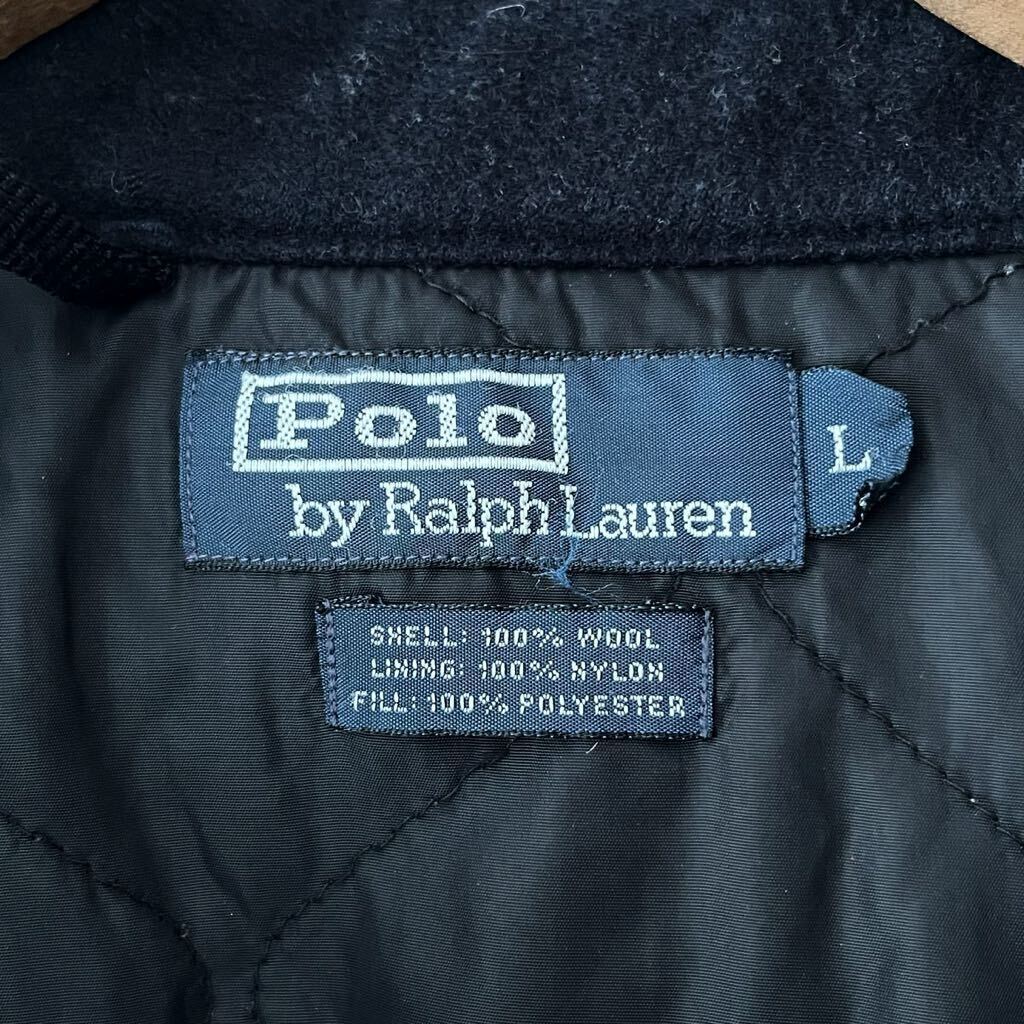 Polo
by Ralph Lauren
L
SHELL: 100% WOOL
LINING: 100% NYLON
FILL: 100% POLYESTER